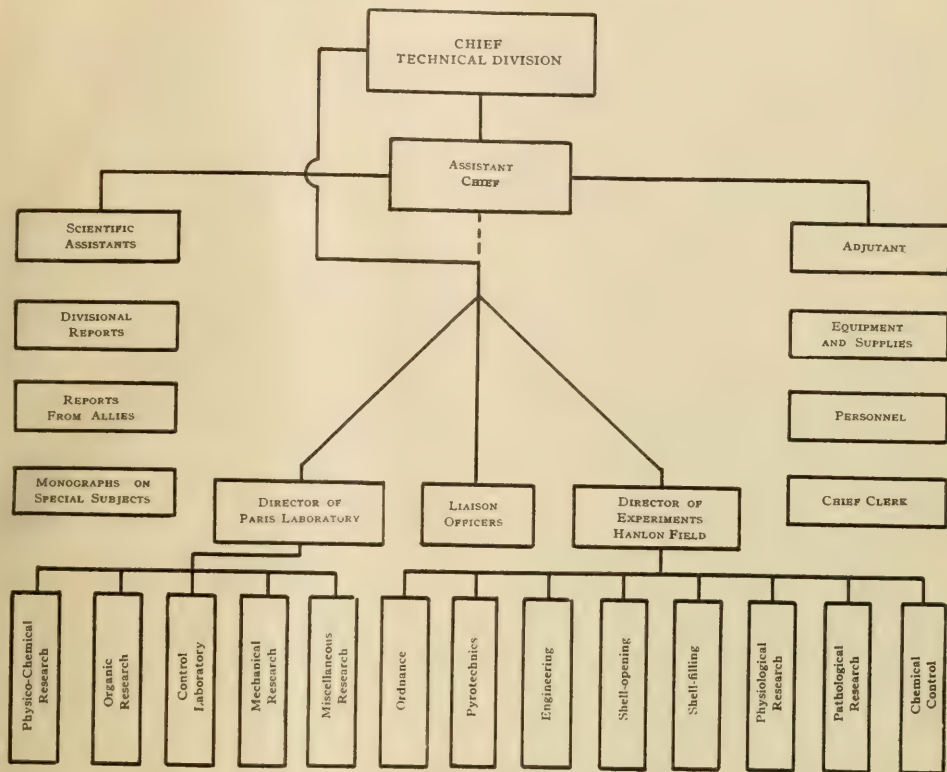 CHIEF
TECHNICAL DIVISION
ASSISTANT
CHIEF
SCIENTIFIC
ASSISTANTS
DIVISIONAL
REPORTS
REPORTS
FROM ALLIES
MONOGRAPHS ON
SPECIAL SUBJECTS
ADJUTANT
EQUIPMENT
AND SUPPLIES
PERSONNEL
CHIEF CLERK
DIRECTOR OF
PARIS LABORATORY
LIAISON
OFFICERS
DIRECTOR OF
EXPERIMENTS
HANLON FIELD
Physico-Chemical
Research
Organic
Research
Control
Laboratory
Mechanical
Research
Miscellaneous
Research
Ordnance
Pyrotechnics
Engineering
Shell-opening
Shell-filling
Physiological
Research
Pathological
Research
Chemical
Control